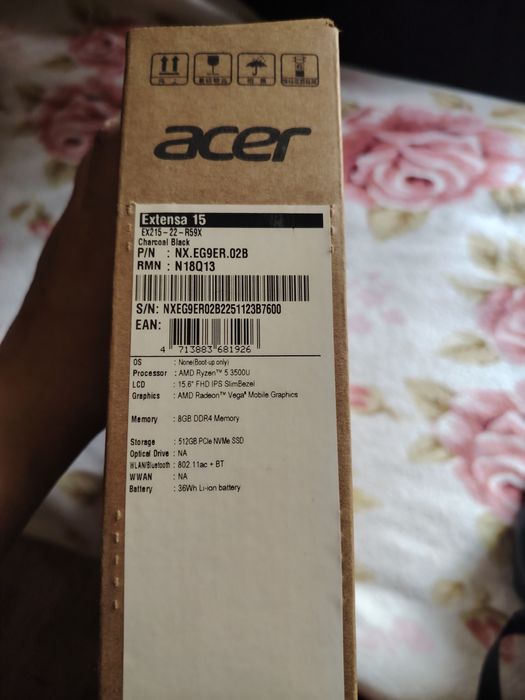 acer
Extensa 15
EX215-22-R59X
Charcoal Black
P/N : NX.EG9ER.02B
RMN : N18Q13
S/N: NXEG9ER02B2251123B7600
EAN:
4 713883 681926
OS : None(Boot-up only)
Processor : AMD Ryzen™ 5 3500U
LCD : 15.6" FHD IPS SlimBezel
Graphics : AMD Radeon™ Vega⁸ Mobile Graphics
Memory : 8GB DDR4 Memory
Storage : 512GB PCIe NVMe SSD
Optical Drive : NA
WLAN/Bluetooth : 802.11ac + BT
WWAN : NA
Battery : 36Wh Li-ion battery